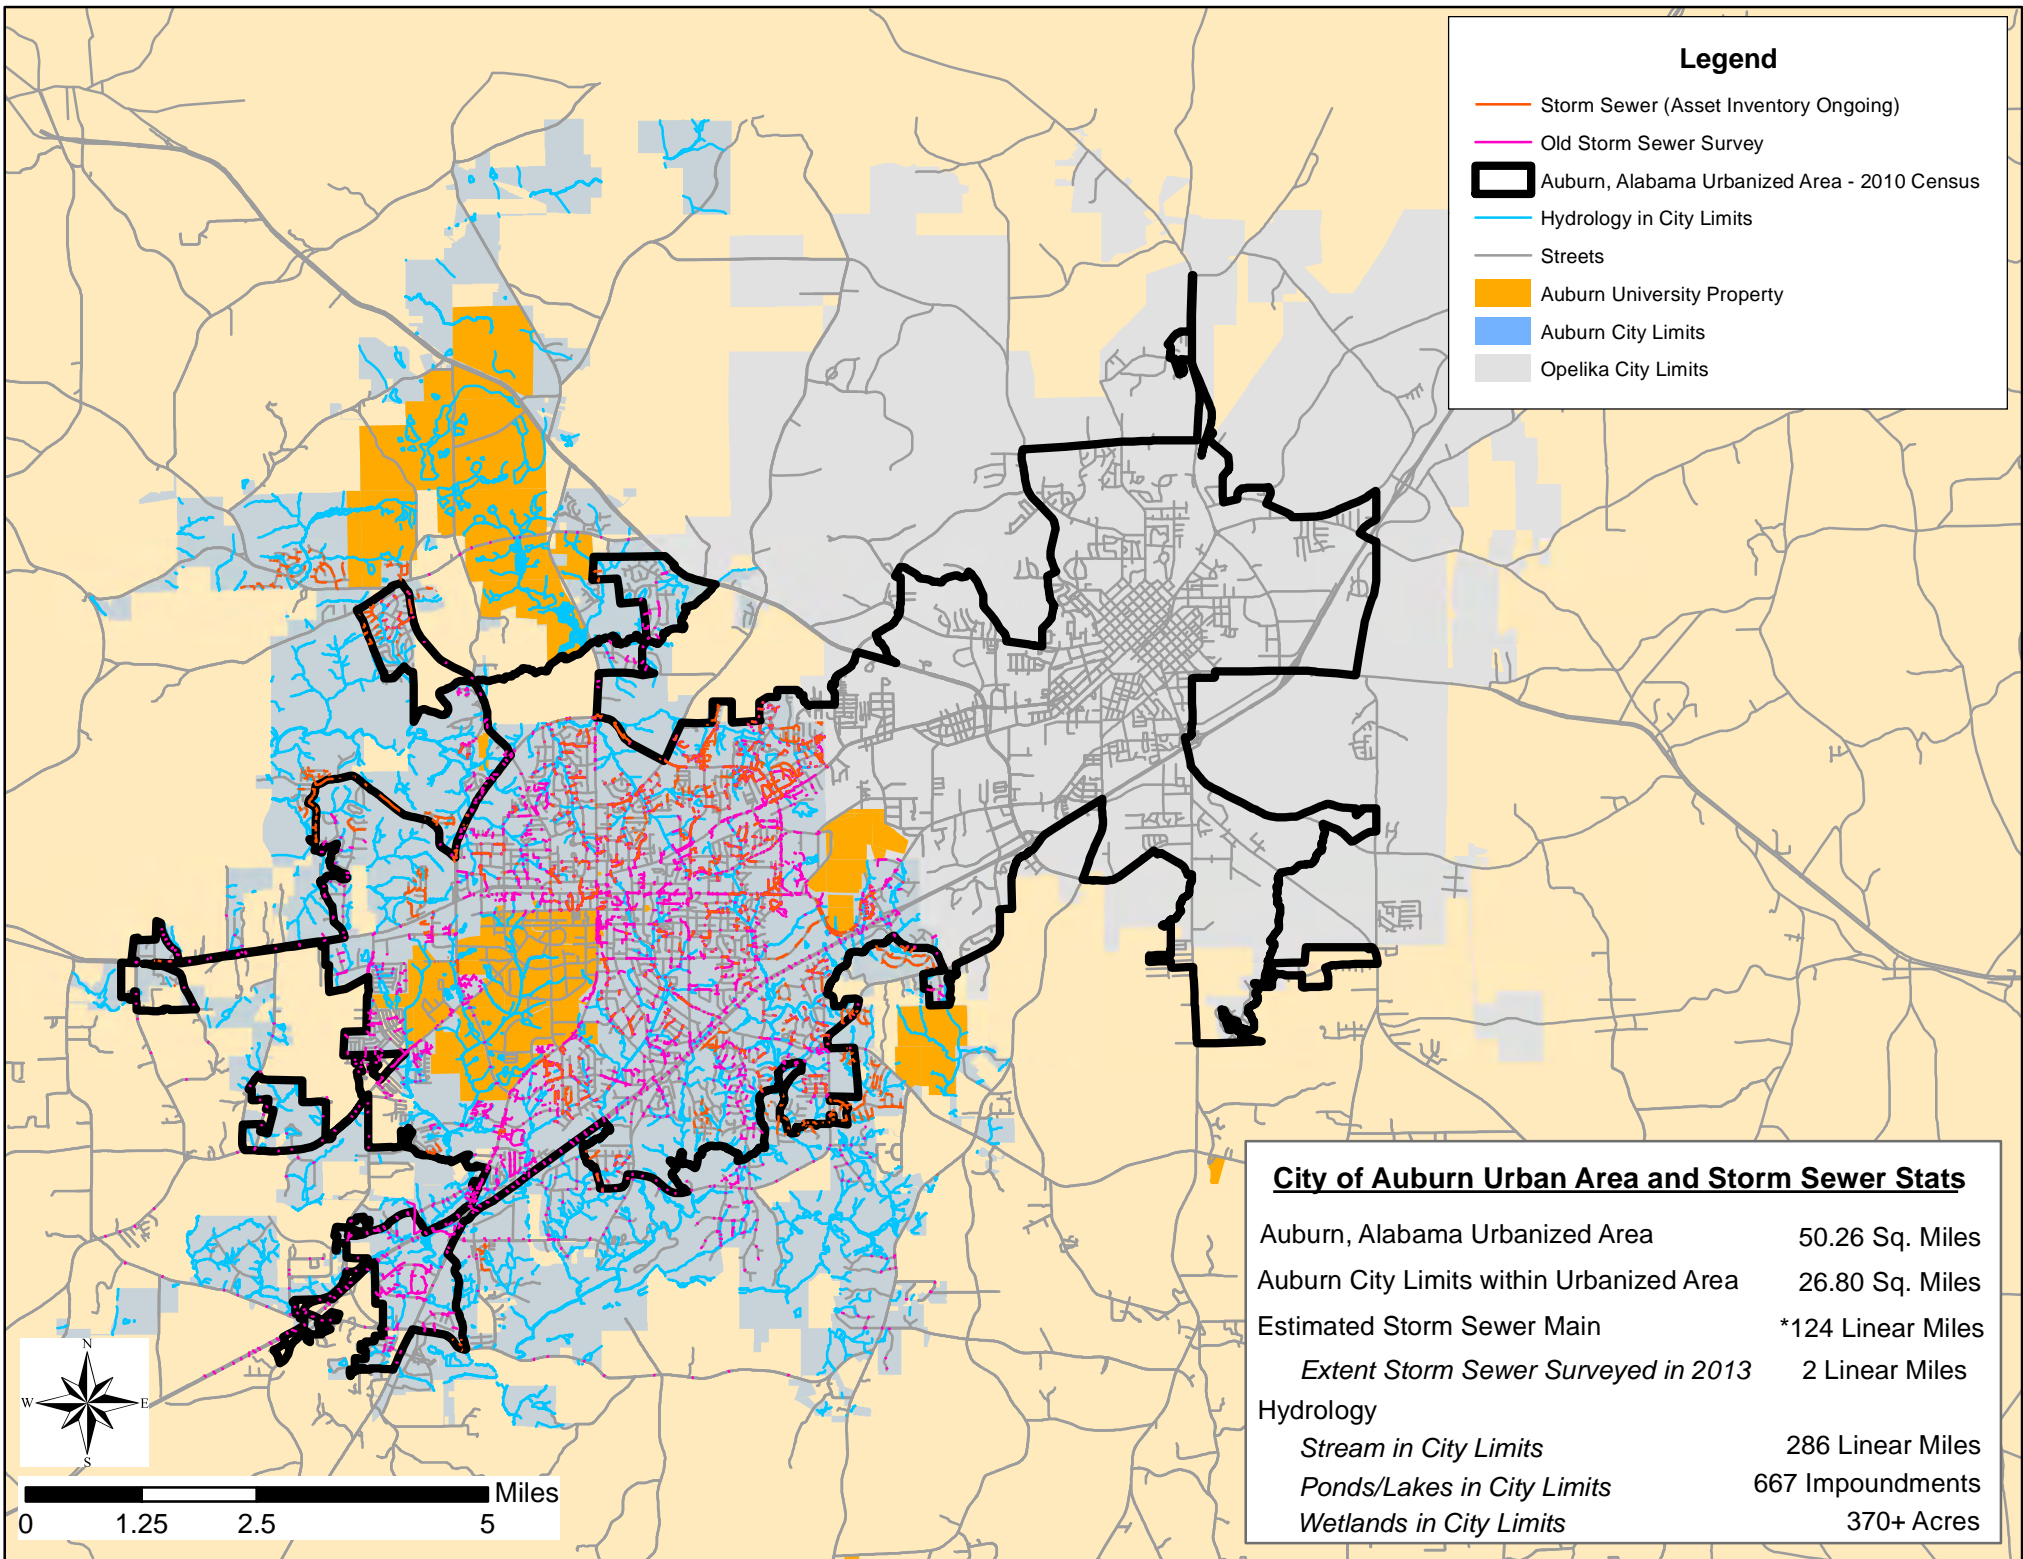 Legend
Storm Sewer (Asset Inventory Ongoing)
Old Storm Sewer Survey
Auburn, Alabama Urbanized Area - 2010 Census
Hydrology in City Limits
Streets
Auburn University Property
Auburn City Limits
Opelika City Limits
City of Auburn Urban Area and Storm Sewer Stats
Auburn, Alabama Urbanized Area 50.26 Sq. Miles
Auburn City Limits within Urbanized Area 26.80 Sq. Miles
Estimated Storm Sewer Main *124 Linear Miles
Extent Storm Sewer Surveyed in 2013 2 Linear Miles
Hydrology
Stream in City Limits 286 Linear Miles
Ponds/Lakes in City Limits 667 Impoundments
Wetlands in City Limits 370+ Acres
N
W E
S
Miles
0 1.25 2.5 5